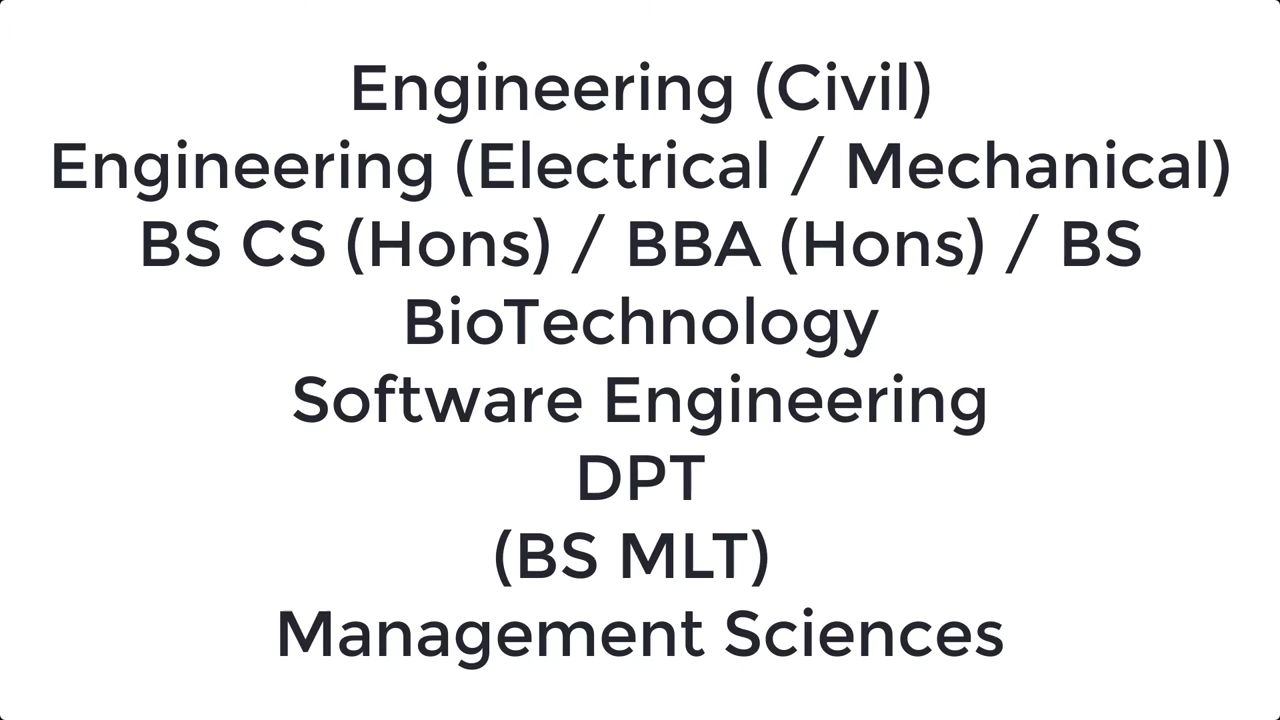 Engineering (Civil)
Engineering (Electrical / Mechanical)
BS CS (Hons) / BBA (Hons) / BS
BioTechnology
Software Engineering
DPT
(BS MLT)
Management Sciences